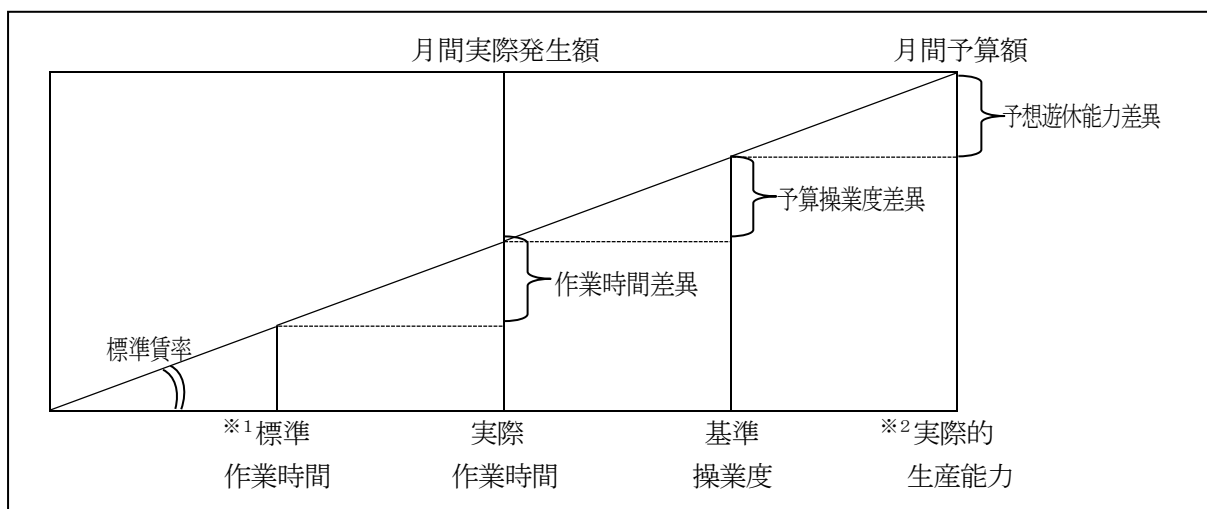 月間実際発生額
月間予算額
予想遊休能力差異
予算操業度差異
作業時間差異
標準賃率
※1標準
作業時間
実際
作業時間
基準
操業度
※2実際的
生産能力